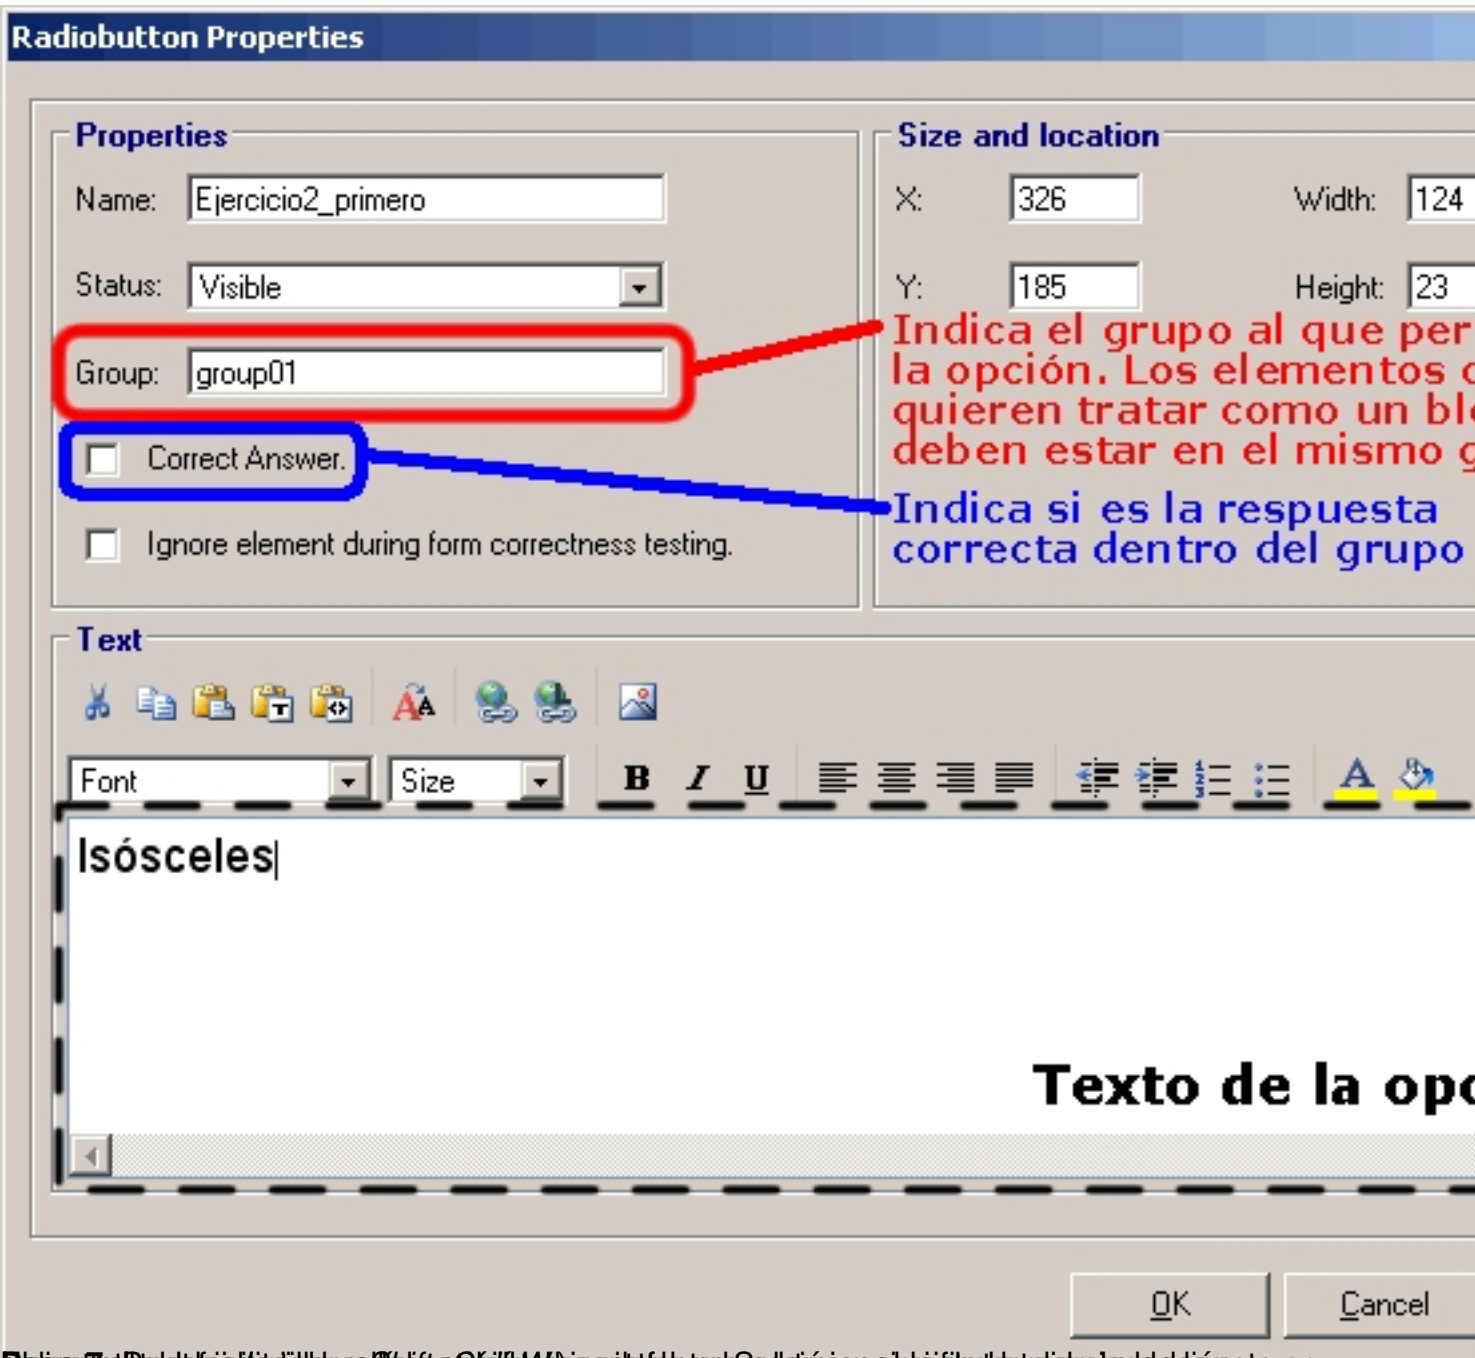 Radiobutton Properties
Properties
Name: Ejercicio2_primero
Status: Visible
Group: group01
Correct Answer.
Ignore element during form correctness testing.
Size and location
X: 326 Width: 124
Y: 185 Height: 23
Indica el grupo al que per
la opción. Los elementos
quieren tratar como un
deben estar en el mismo
Indica si es la respuesta
correcta dentro del grupo
Text
Font Size B I U A
Isósceles
Texto de la opc
OK Cancel